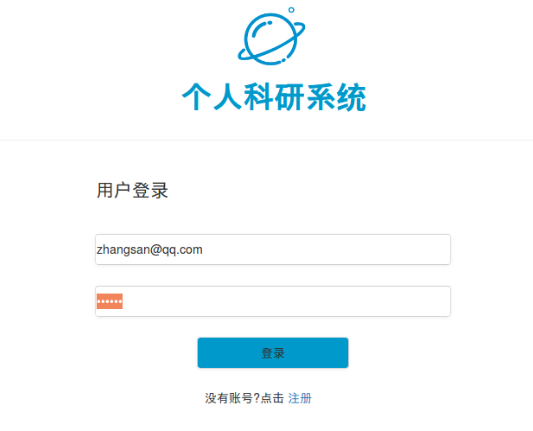 个人科研系统
用户登录
zhangsan@qq.com
••••••
登录
没有账号?点击 注册